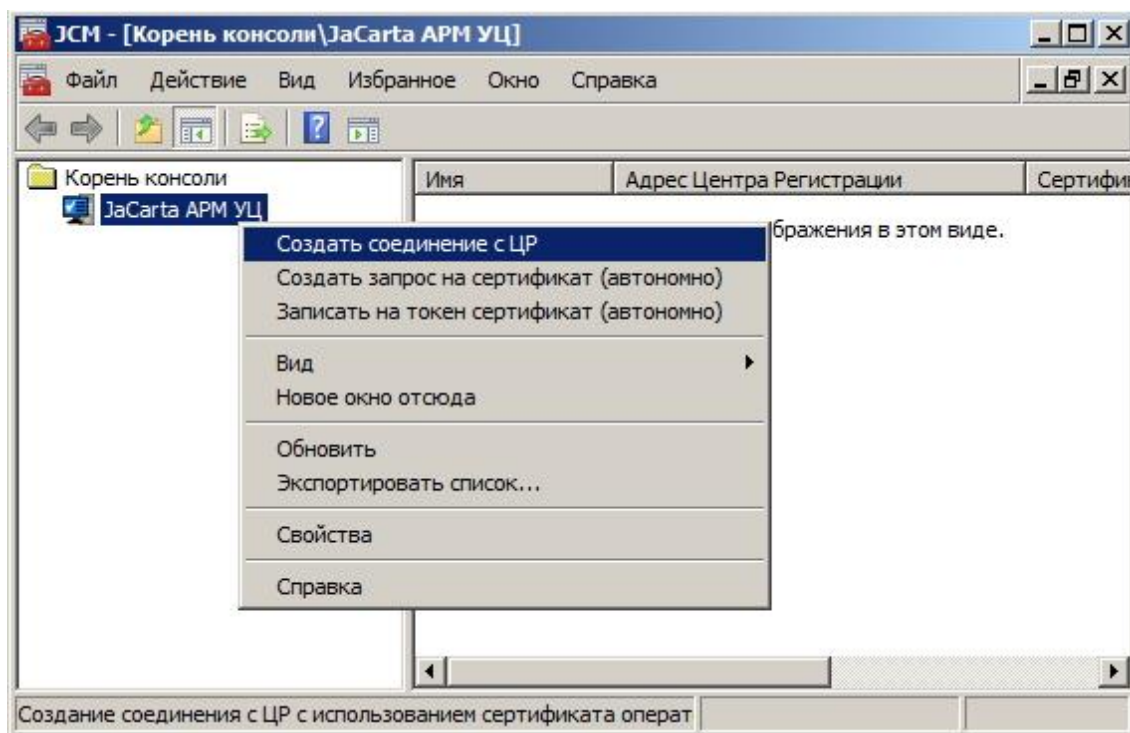 JCM - [Корень консоли\JaCarta АРМ УЦ]
Файл Действие Вид Избранное Окно Справка
Корень консоли
JaCarta АРМ УЦ
Имя Адрес Центра Регистрации Сертифи
бражения в этом виде.
Создать соединение с ЦР
Создать запрос на сертификат (автономно)
Записать на токен сертификат (автономно)
Вид
Новое окно отсюда
Обновить
Экспортировать список...
Свойства
Справка
Создание соединения с ЦР с использованием сертификата операт